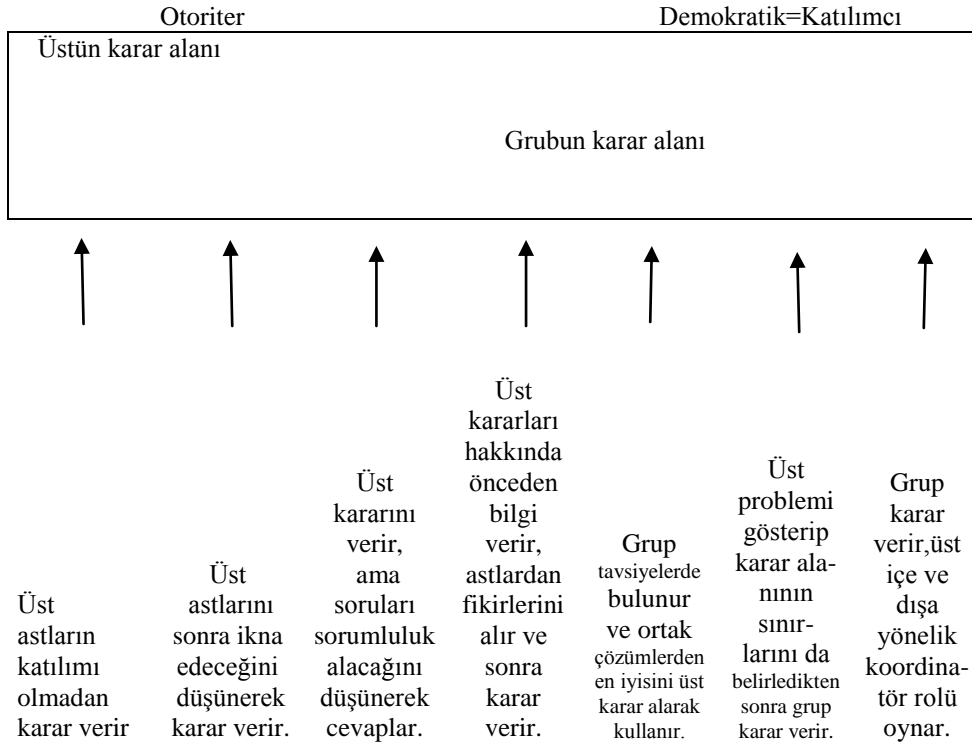 Otoriter
Demokratik=Katılımcı
Üstün karar alanı
Grubun karar alanı
Üst
astların
katılımı
olmadan
karar verir
Üst
astlarını
sonra ikna
edeceğini
düşünerek
karar verir.
Üst
kararını
verir,
ama
soruları
sorumluluk
alacağını
düşünerek
cevaplar.
Üst
kararları
hakkında
önceden
bilgi
verir,
astlardan
fikirlerini
alır ve
sonra
karar
verir.
Grup
tavsiyelerde
bulunur
ve ortak
çözümlerden
en iyisini üst
karar alarak
kullanır.
Üst
problemi
gösterip
karar ala-
nının
sınır-
larını da
belirledikten
sonra grup
karar verir.
Grup
karar
verir,üst
içe ve
dışa
yönelik
koordina-
tör rolü
oynar.